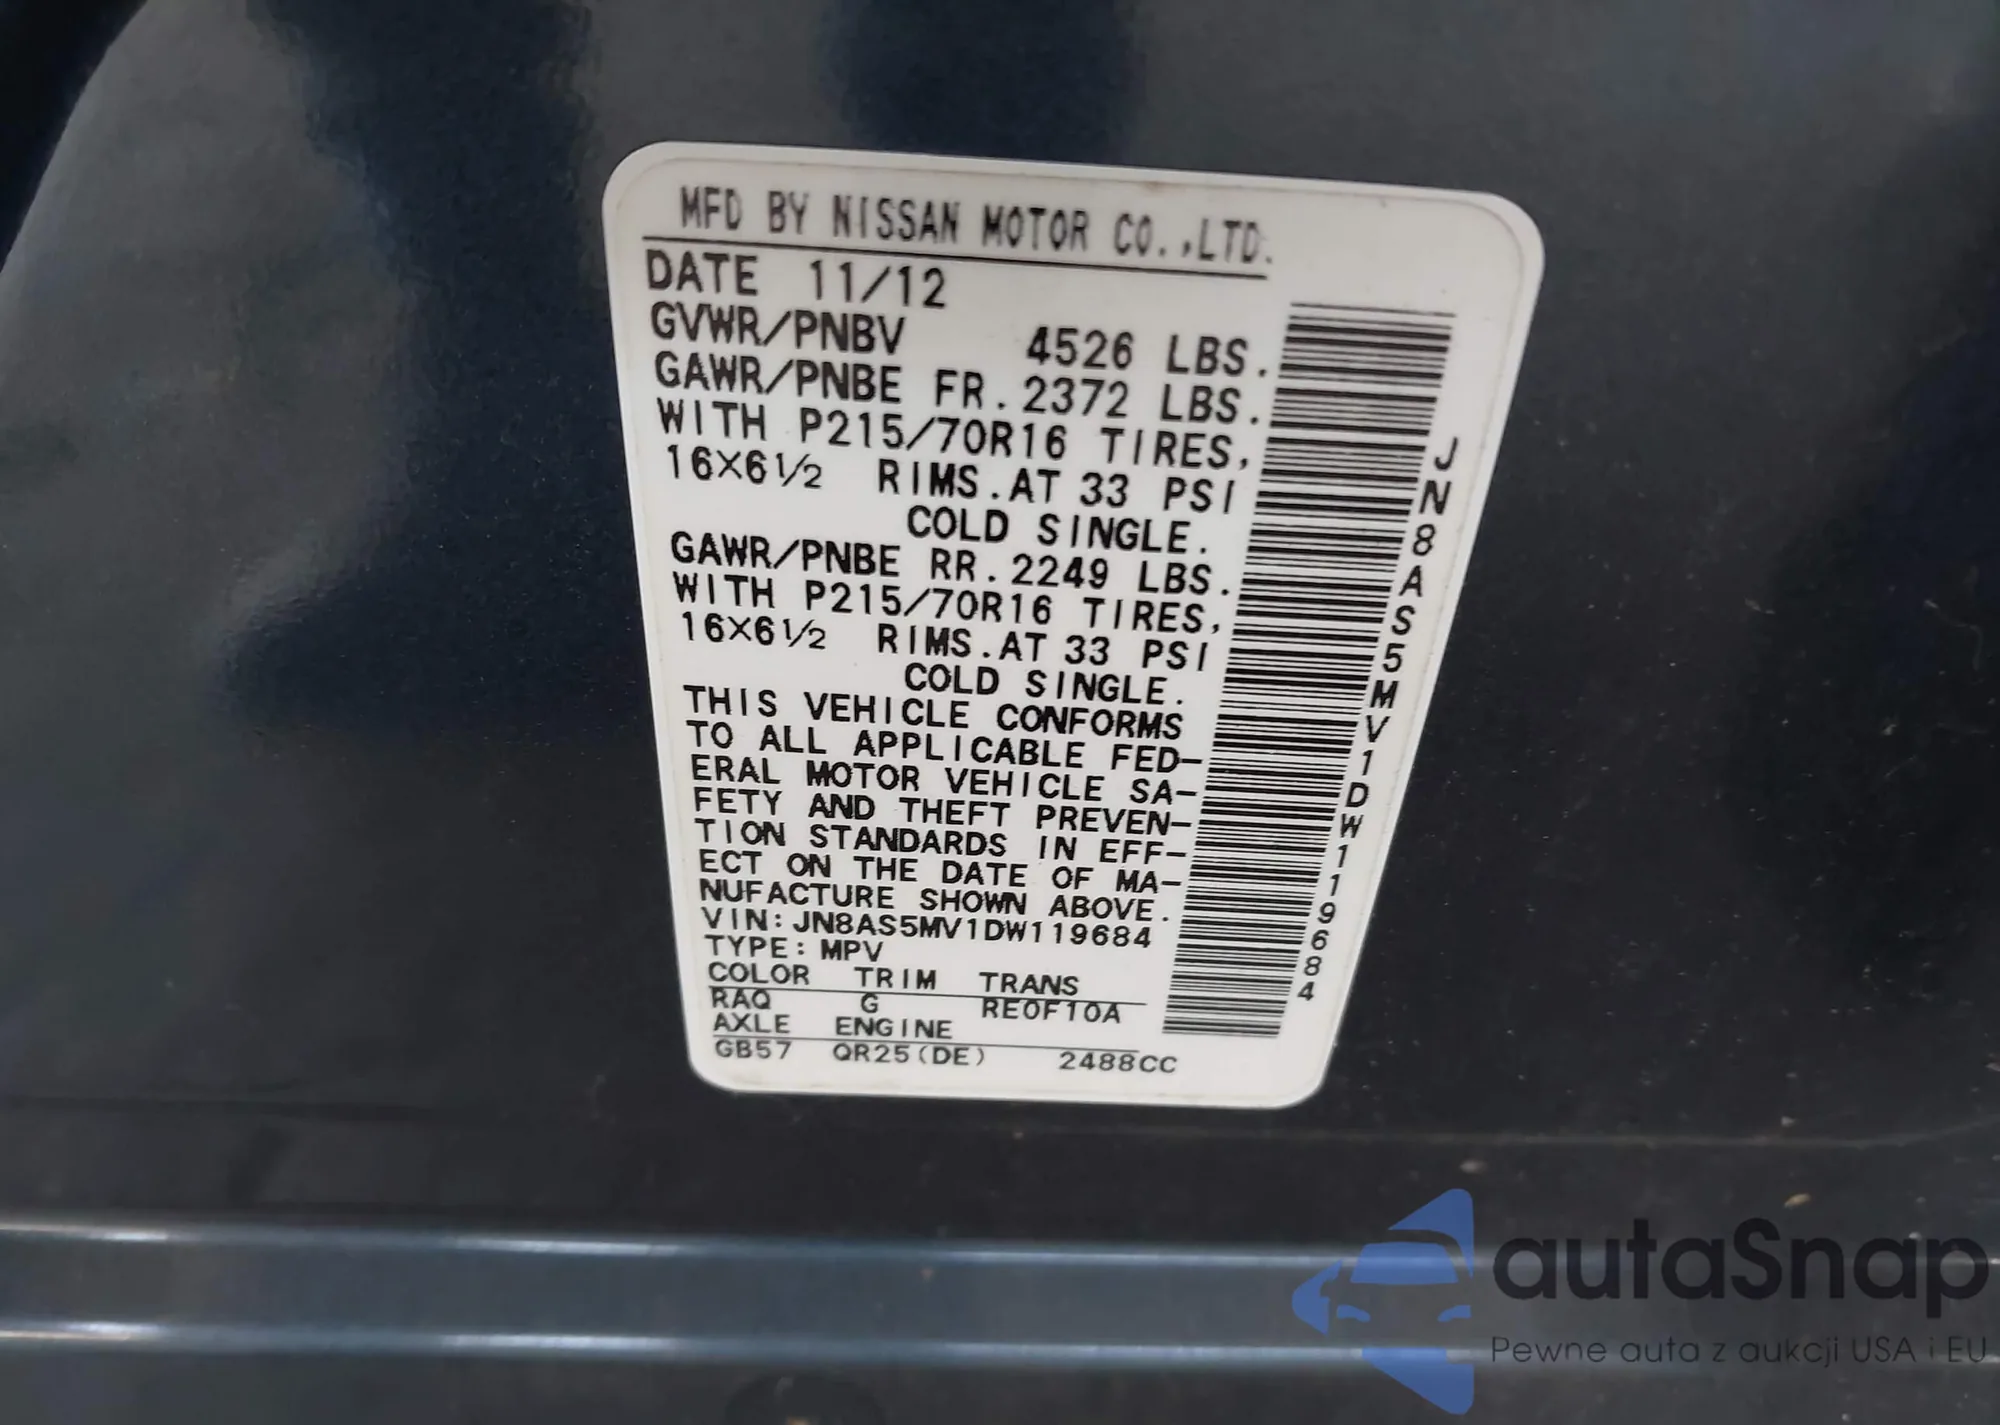 MFD BY NISSAN MOTOR CO.,LTD.
DATE 11/12
GVWR/PNBV 4526 LBS.
GAWR/PNBE FR.2372 LBS.
WITH P215/70R16 TIRES,
16X6½ RIMS.AT 33 PSI
COLD SINGLE.
GAWR/PNBE RR.2249 LBS.
WITH P215/70R16 TIRES,
16X6½ RIMS.AT 33 PSI
COLD SINGLE.
THIS VEHICLE CONFORMS
TO ALL APPLICABLE FED-
ERAL MOTOR VEHICLE SA-
FETY AND THEFT PREVEN-
TION STANDARDS IN EFF-
ECT ON THE DATE OF MA-
NUFACTURE SHOWN ABOVE.
VIN:JN8AS5MV1DW119684
TYPE:MPV
COLOR TRIM TRANS
RAQ G RE0F10A
AXLE ENGINE
GB57 QR25(DE) 2488CC
JN8AS5MV1DW119684
autaSnap
Pewne auta z aukcji USA i EU